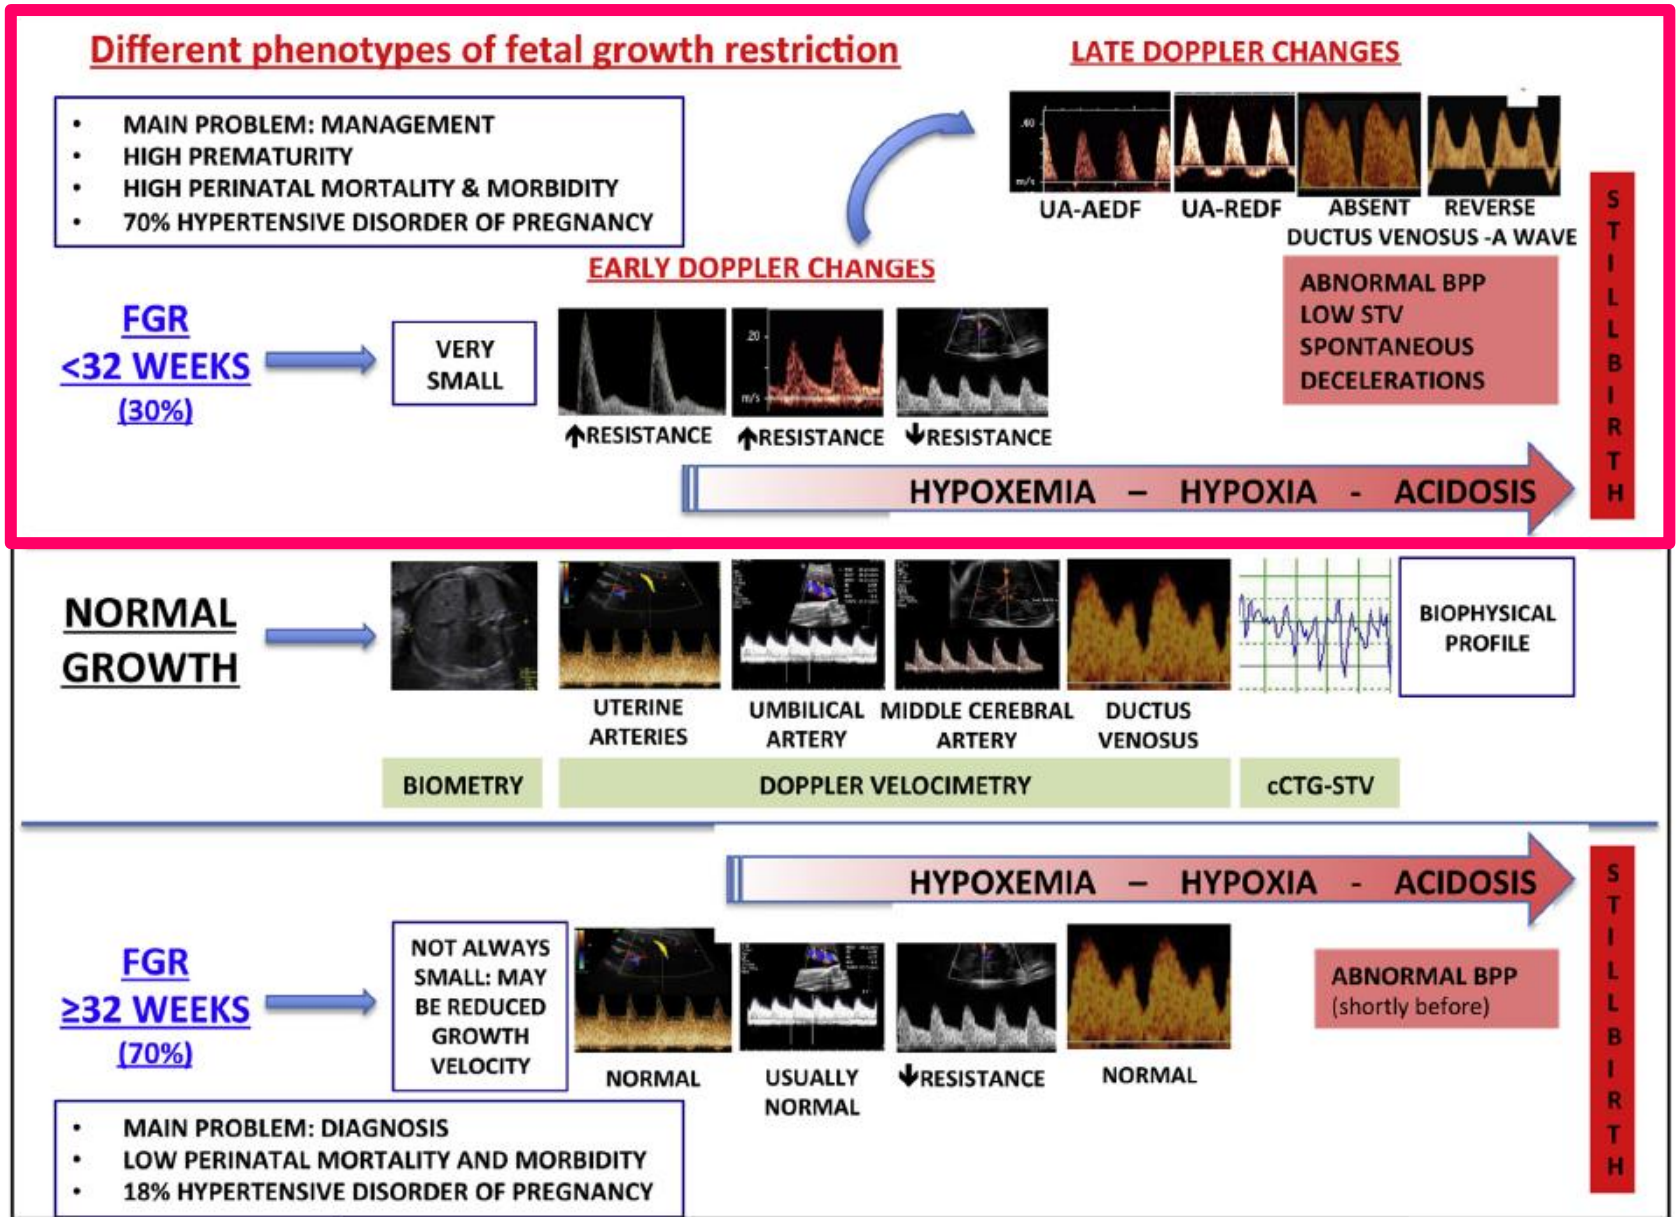 Different phenotypes of fetal growth restriction
• MAIN PROBLEM: MANAGEMENT
• HIGH PREMATURITY
• HIGH PERINATAL MORTALITY & MORBIDITY
• 70% HYPERTENSIVE DISORDER OF PREGNANCY
LATE DOPPLER CHANGES
.40
m/s
UA-AEDF
UA-REDF
ABSENT
REVERSE
DUCTUS VENOSUS -A WAVE
ABNORMAL BPP
LOW STV
SPONTANEOUS
DECELERATIONS
STILLBIRTH
EARLY DOPPLER CHANGES
FGR
<32 WEEKS
(30%)
VERY
SMALL
.20
m/s
↑RESISTANCE
↑RESISTANCE
↓RESISTANCE
HYPOXEMIA – HYPOXIA - ACIDOSIS
NORMAL
GROWTH
BIOPHYSICAL
PROFILE
UTERINE
ARTERIES
UMBILICAL
ARTERY
MIDDLE CEREBRAL
ARTERY
DUCTUS
VENOSUS
BIOMETRY
DOPPLER VELOCIMETRY
cCTG-STV
HYPOXEMIA – HYPOXIA - ACIDOSIS
STILLBIRTH
FGR
≥32 WEEKS
(70%)
NOT ALWAYS
SMALL: MAY
BE REDUCED
GROWTH
VELOCITY
NORMAL
USUALLY
NORMAL
↓RESISTANCE
NORMAL
ABNORMAL BPP
(shortly before)
• MAIN PROBLEM: DIAGNOSIS
• LOW PERINATAL MORTALITY AND MORBIDITY
• 18% HYPERTENSIVE DISORDER OF PREGNANCY